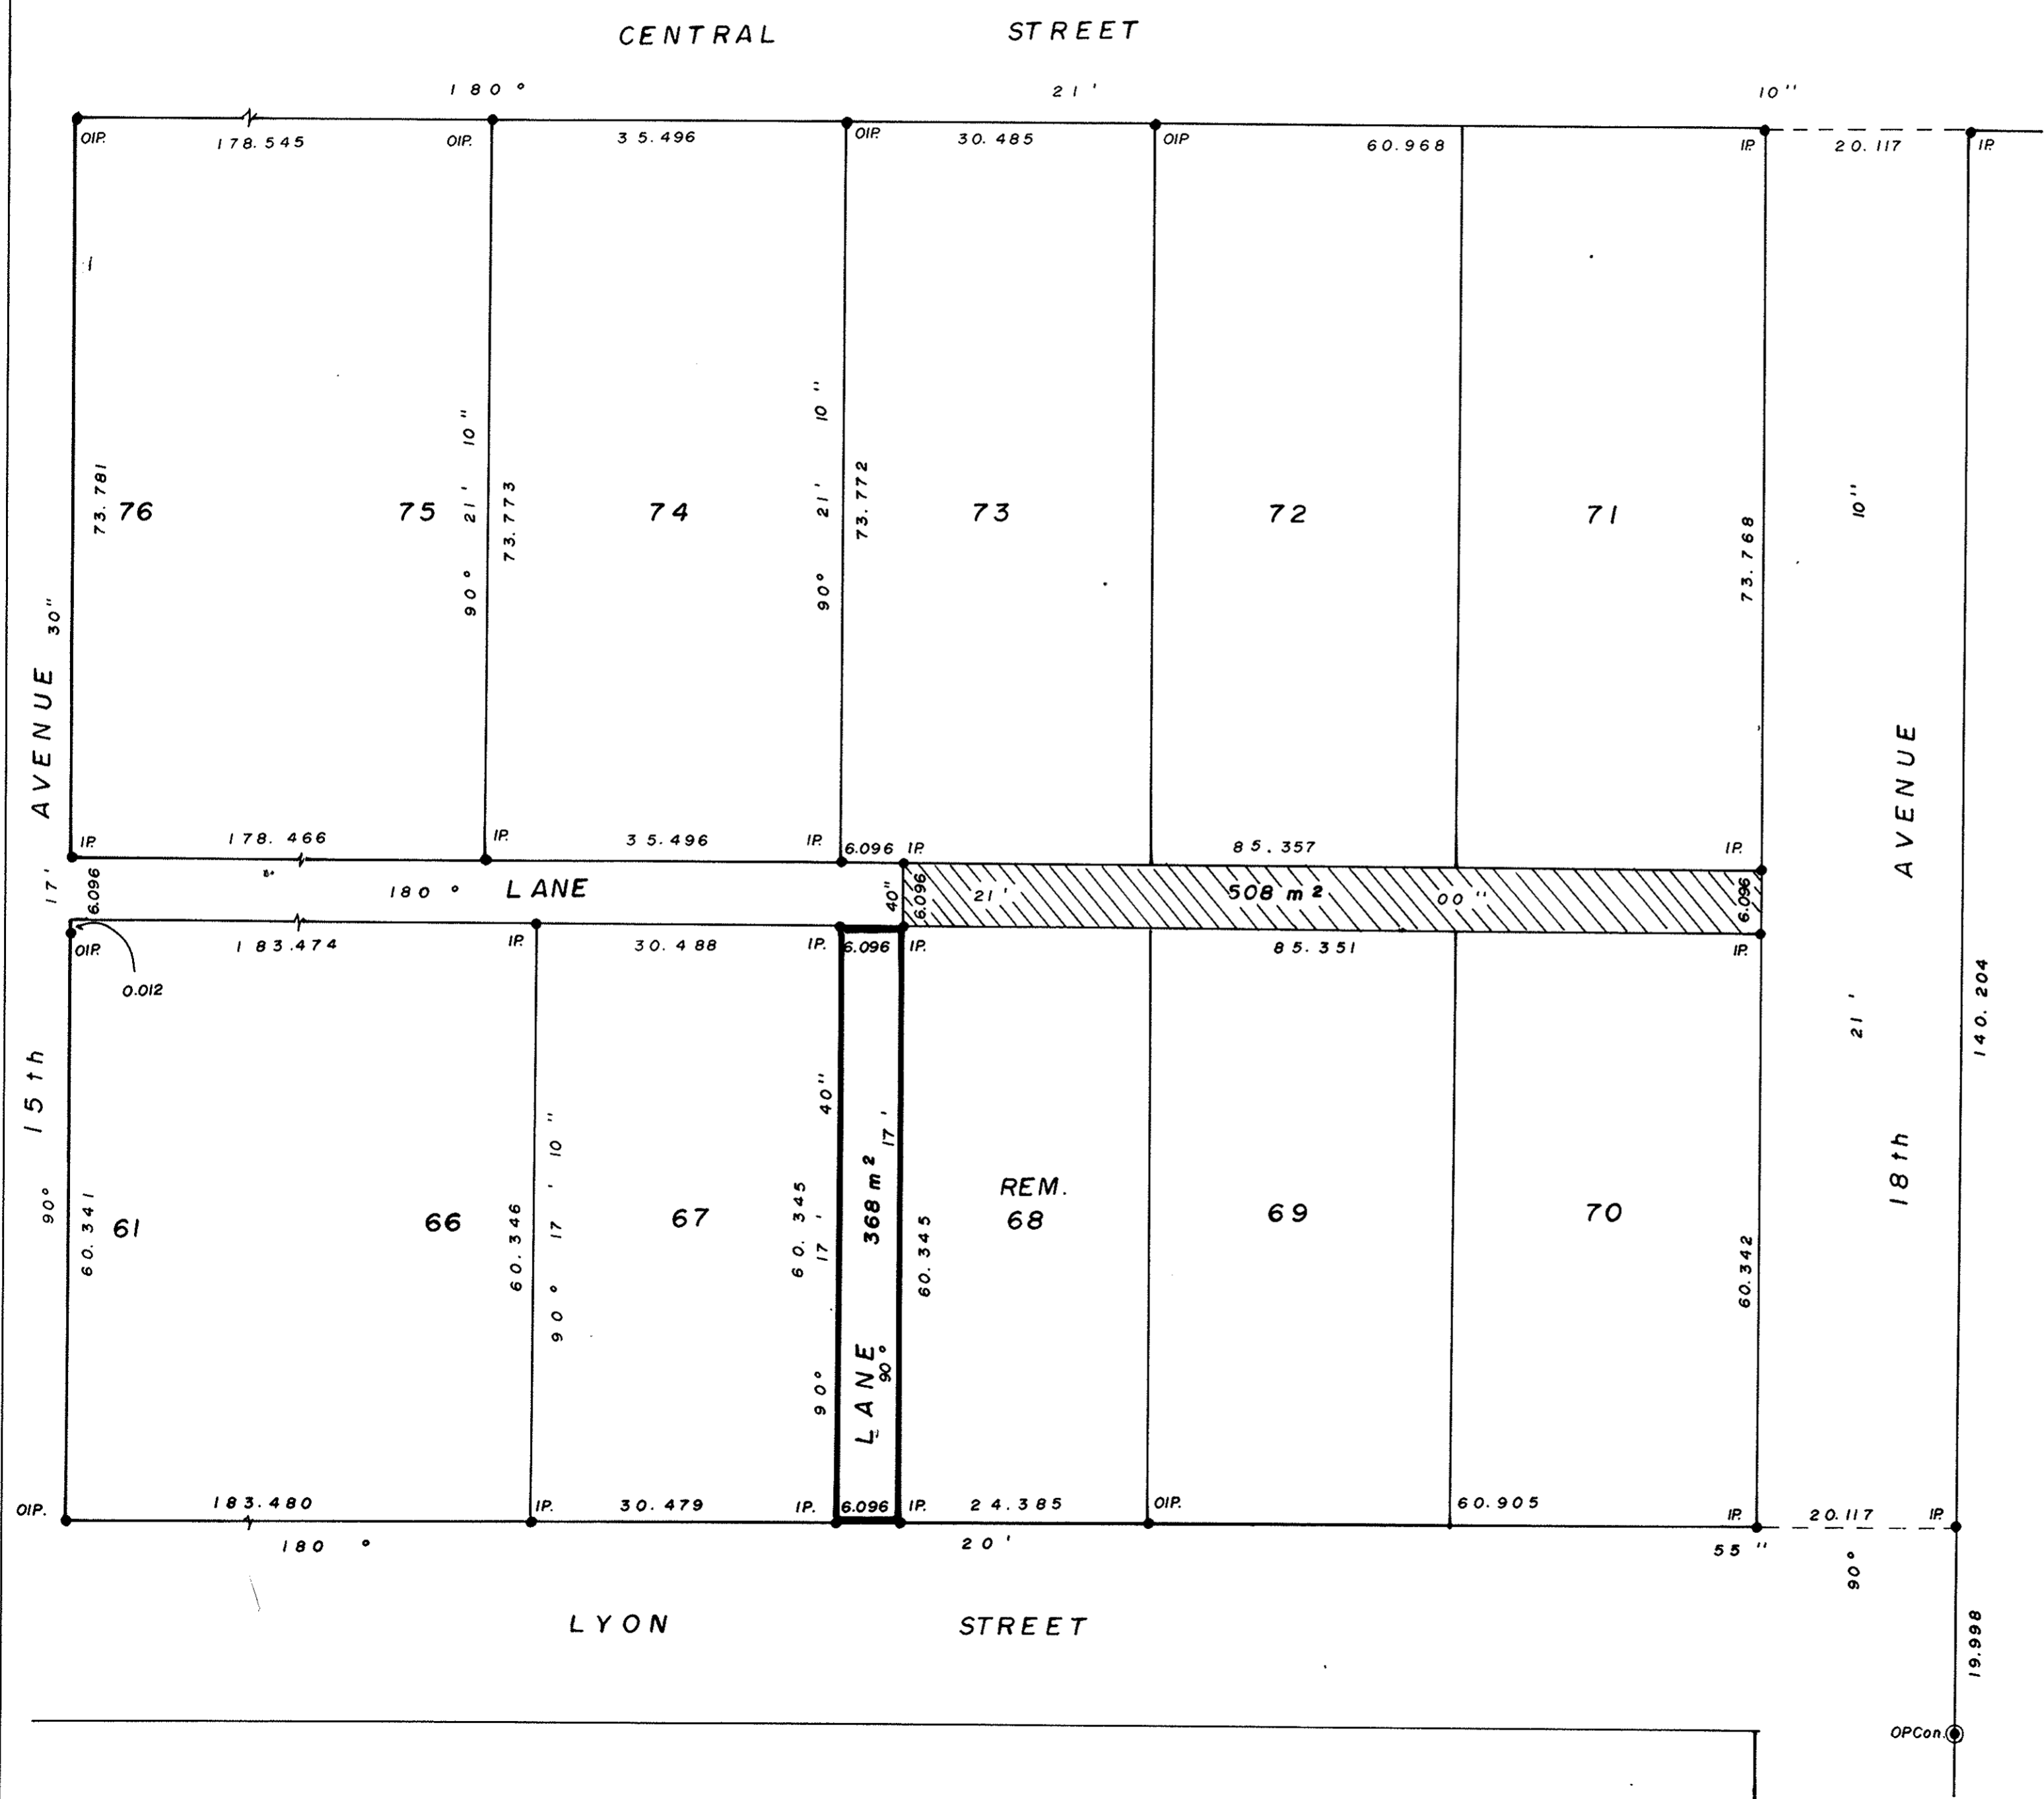 CENTRAL STREET
180° 21' 10"
OIP. 178.545 OIP. 35.496 OIP. 30.485 OIP 60.968 IP. 20.117 IP.
90° 21' 10"
90° 21' 10"
73.781
73.773
73.772
73.768
76 75 74 73 72 71
10"
15th AVENUE
90° 17' 30"
18th AVENUE
90° 21'
140.204
IP. 178.466 IP. 35.496 IP. 6.096 IP. 85.357 IP.
6.096
180° LANE
40"
6.096
21' 508 m2 00"
6.096
OIP. 183.474 IP. 30.488 IP. 6.096 IP. 85.351 IP.
0.012
60.341
60.346
90° 17' 10"
60.345
90° 17' 40"
LANE 368 m2
90° 17'
60.345
60.342
61 66 67
REM.
68 69 70
OIP. 183.480 IP. 30.479 IP. 6.096 IP. 24.385 OIP. 60.905 IP. 20.117 IP.
180° 20' 55"
LYON STREET
19.998
OPCon.